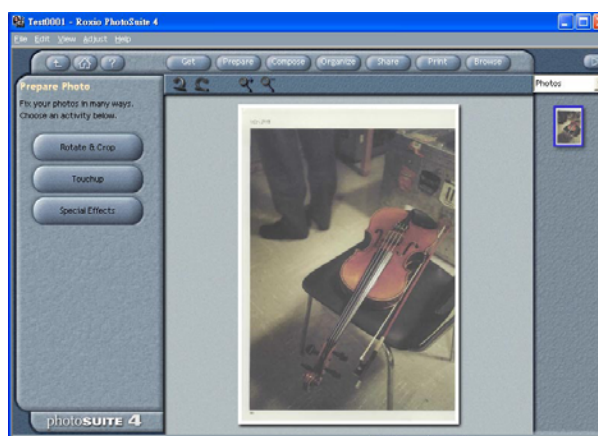 Test0001 - Roxio PhotoSuite 4
File Edit View Adjust Help
Get Prepare Compose Organize Share Print Browse
Prepare Photo
Photos
Fix your photos in many ways.
Choose an activity below.
Rotate & Crop
Touchup
Special Effects
photoSUITE 4